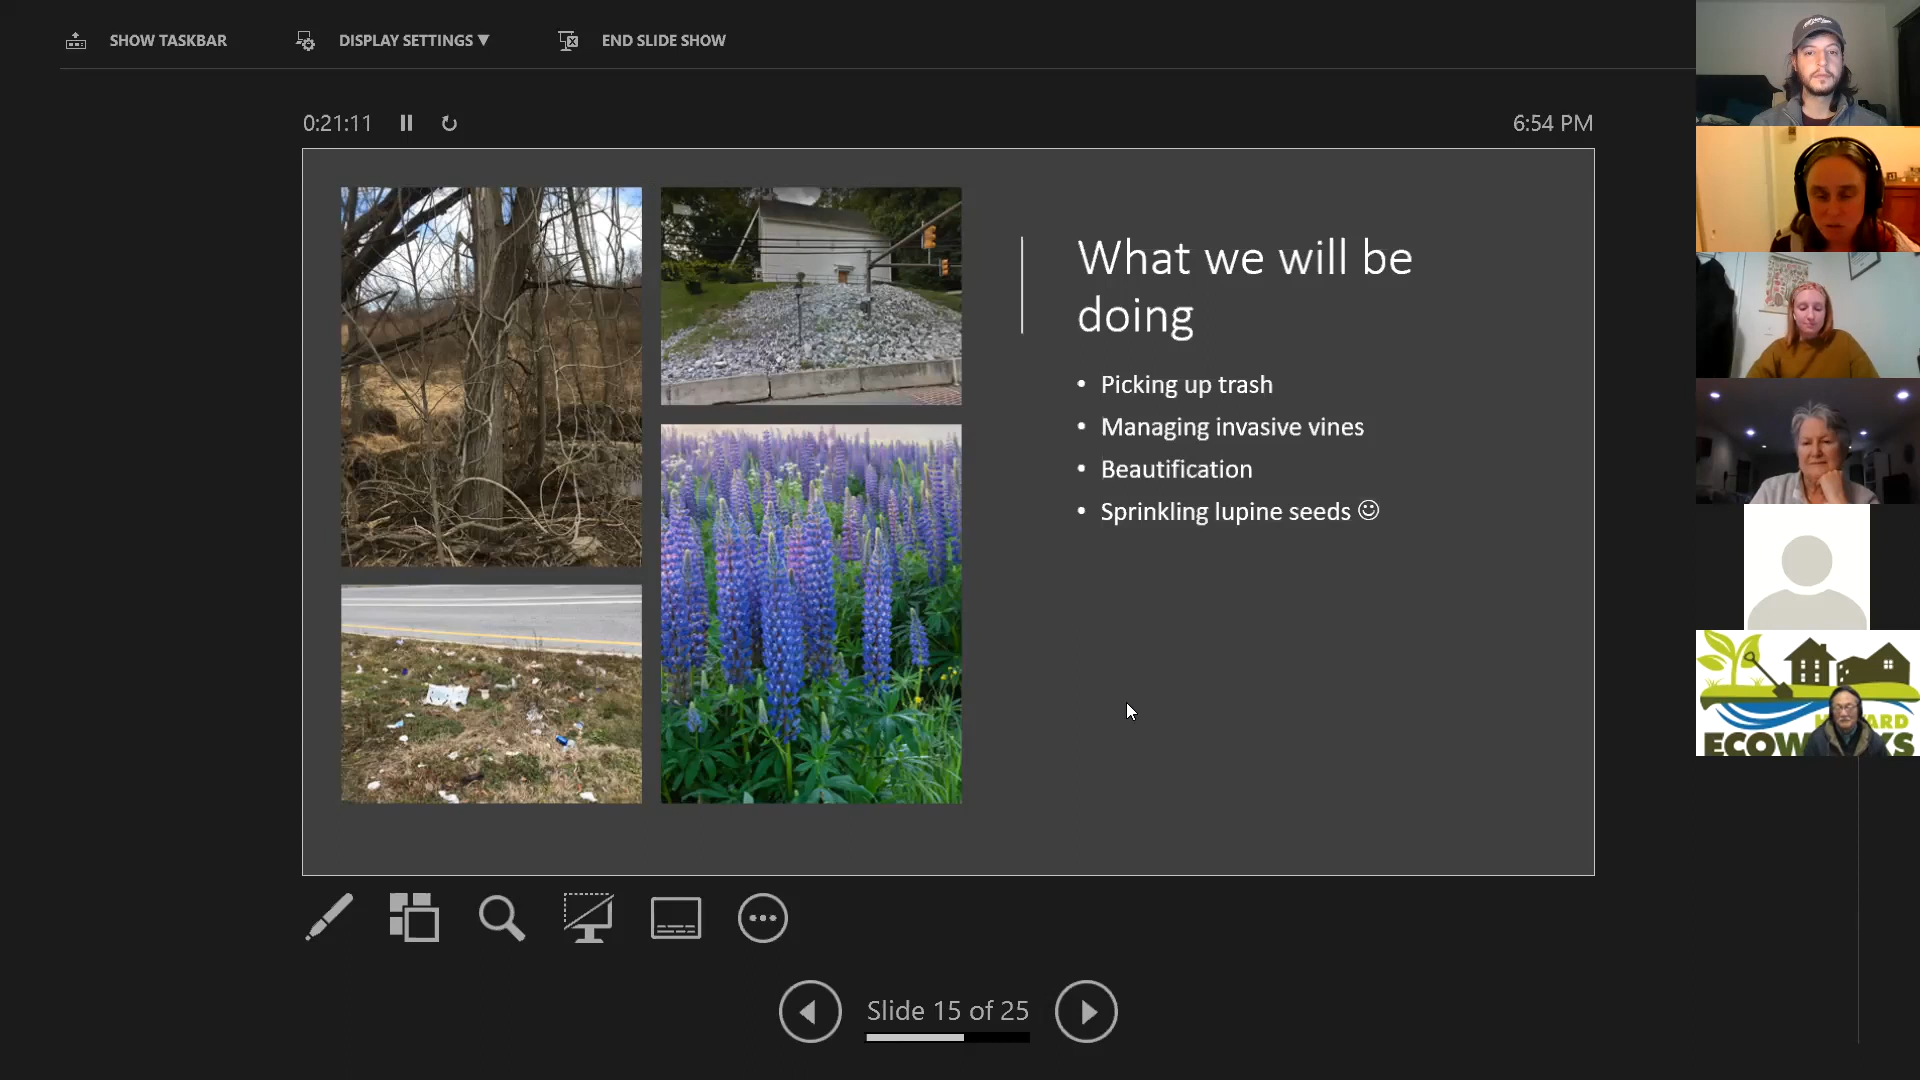 SHOW TASKBAR
DISPLAY SETTINGS ▼
END SLIDE SHOW
0:21:11
6:54 PM
What we will be
doing
• Picking up trash
• Managing invasive vines
• Beautification
• Sprinkling lupine seeds ☺
Slide 15 of 25